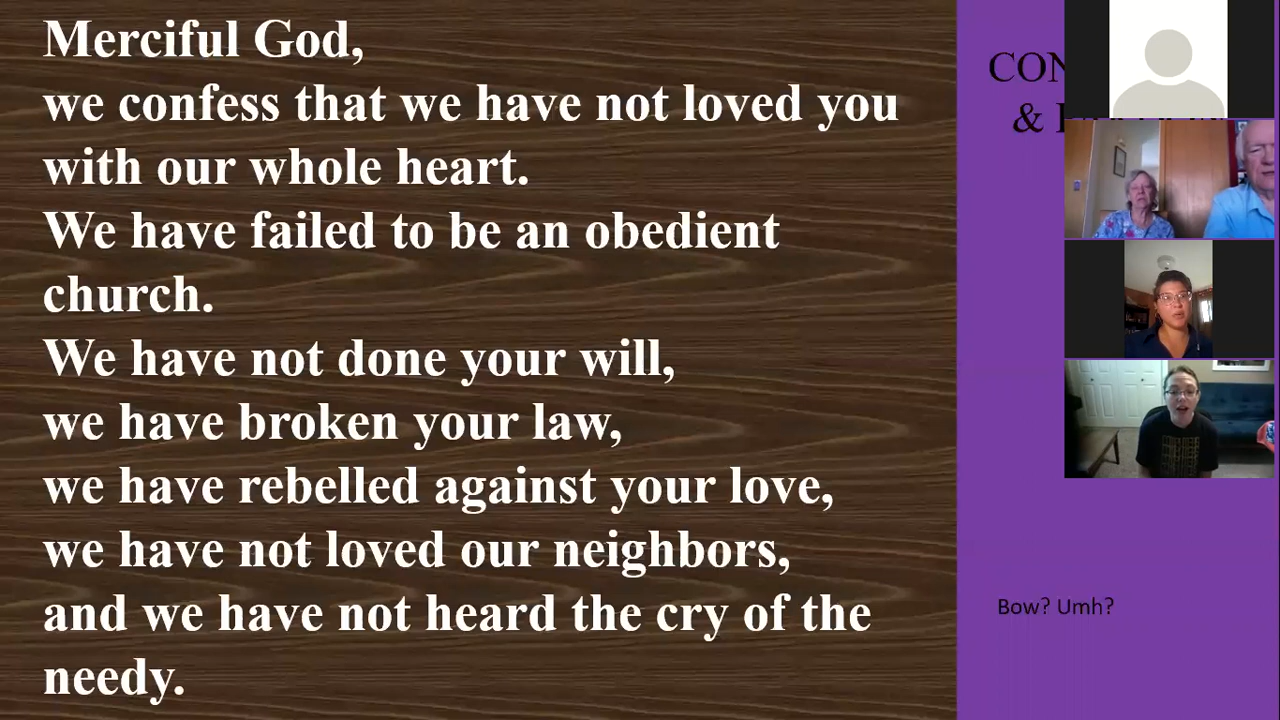 Merciful God,
we confess that we have not loved you
with our whole heart.
We have failed to be an obedient
church.
We have not done your will,
we have broken your law,
we have rebelled against your love,
we have not loved our neighbors,
and we have not heard the cry of the
needy.
&
Bow? Umh?